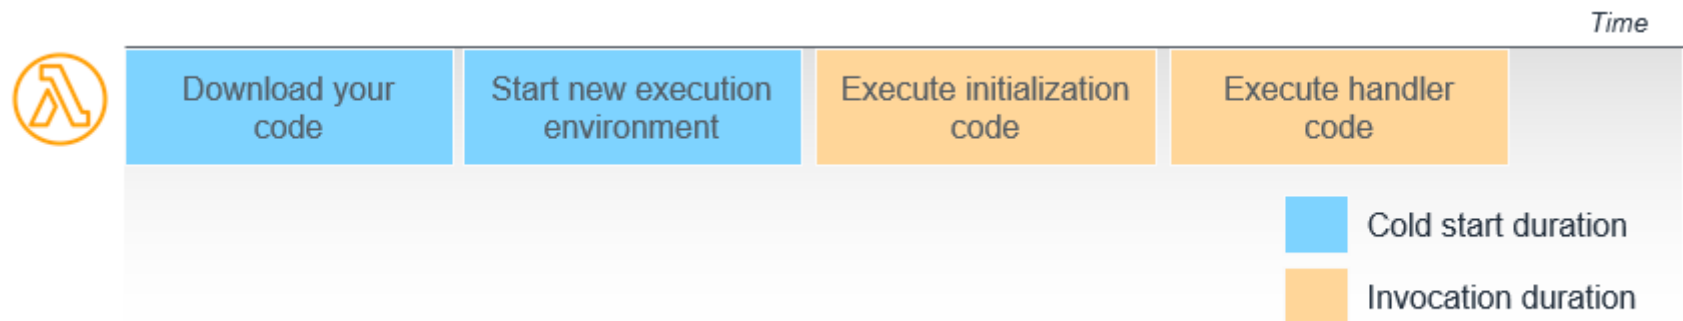 Time
Download your
code
Start new execution
environment
Execute initialization
code
Execute handler
code
Cold start duration
Invocation duration